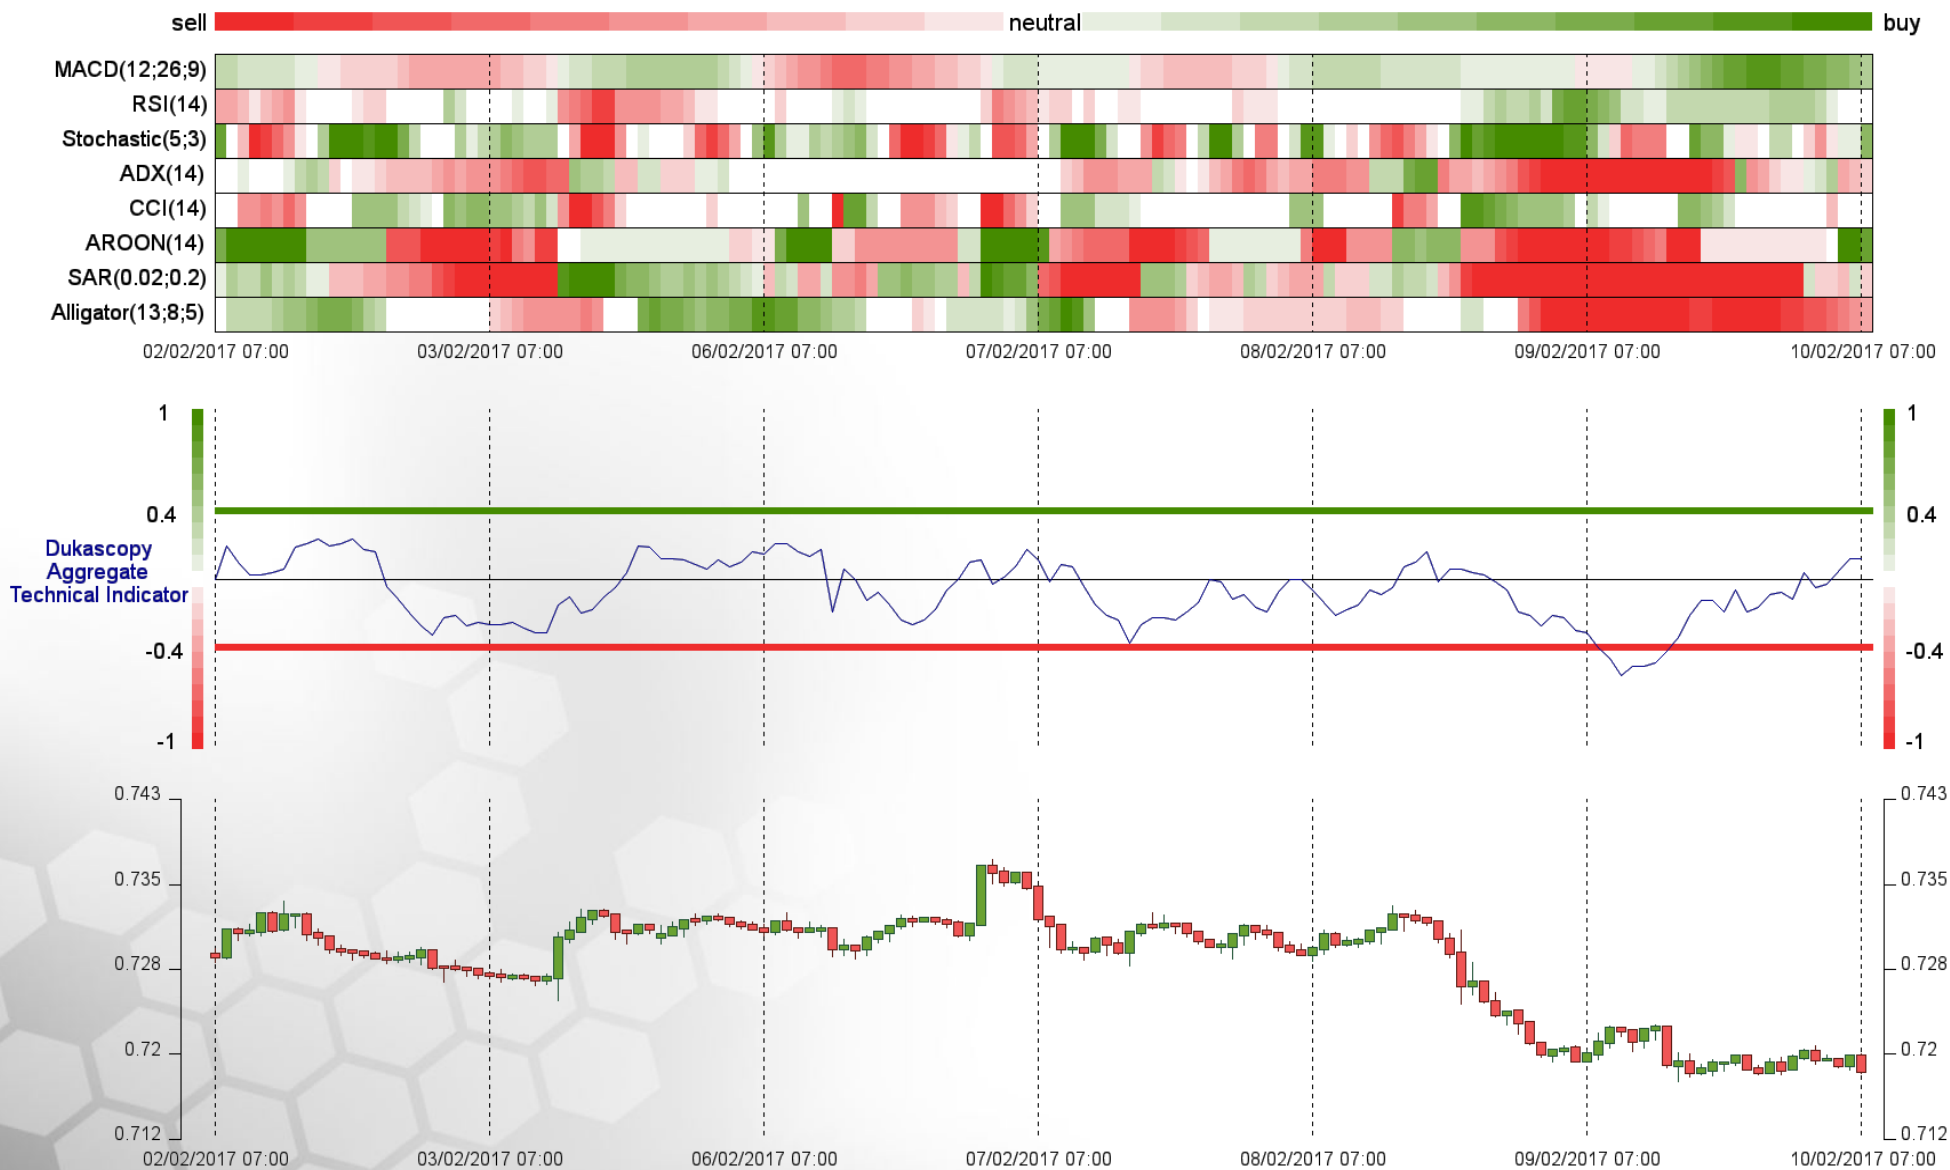 sell neutral buy
MACD(12;26;9)
RSI(14)
Stochastic(5;3)
ADX(14)
CCI(14)
AROON(14)
SAR(0.02;0.2)
Alligator(13;8;5)
02/02/2017 07:00 03/02/2017 07:00 06/02/2017 07:00 07/02/2017 07:00 08/02/2017 07:00 09/02/2017 07:00 10/02/2017 07:00
1 1
0.4 0.4
Dukascopy
Aggregate
Technical Indicator
-0.4 -0.4
-1 -1
0.743 0.743
0.735 0.735
0.728 0.728
0.72 0.72
0.712 0.712
02/02/2017 07:00 03/02/2017 07:00 06/02/2017 07:00 07/02/2017 07:00 08/02/2017 07:00 09/02/2017 07:00 10/02/2017 07:00